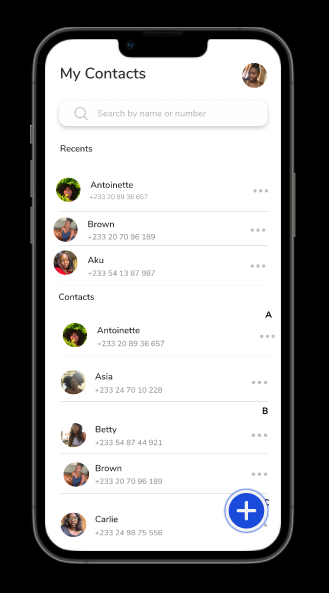 My Contacts
Search by name or number
Recents
Antoinette
+233 20 89 36 657
Brown
+233 20 70 96 189
Aku
+233 54 13 87 987
Contacts
A
Antoinette
+233 20 89 36 657
Asia
+233 24 70 10 228
B
Betty
+233 54 87 44 921
Brown
+233 20 70 96 189
C
Carlie
+233 24 98 75 556